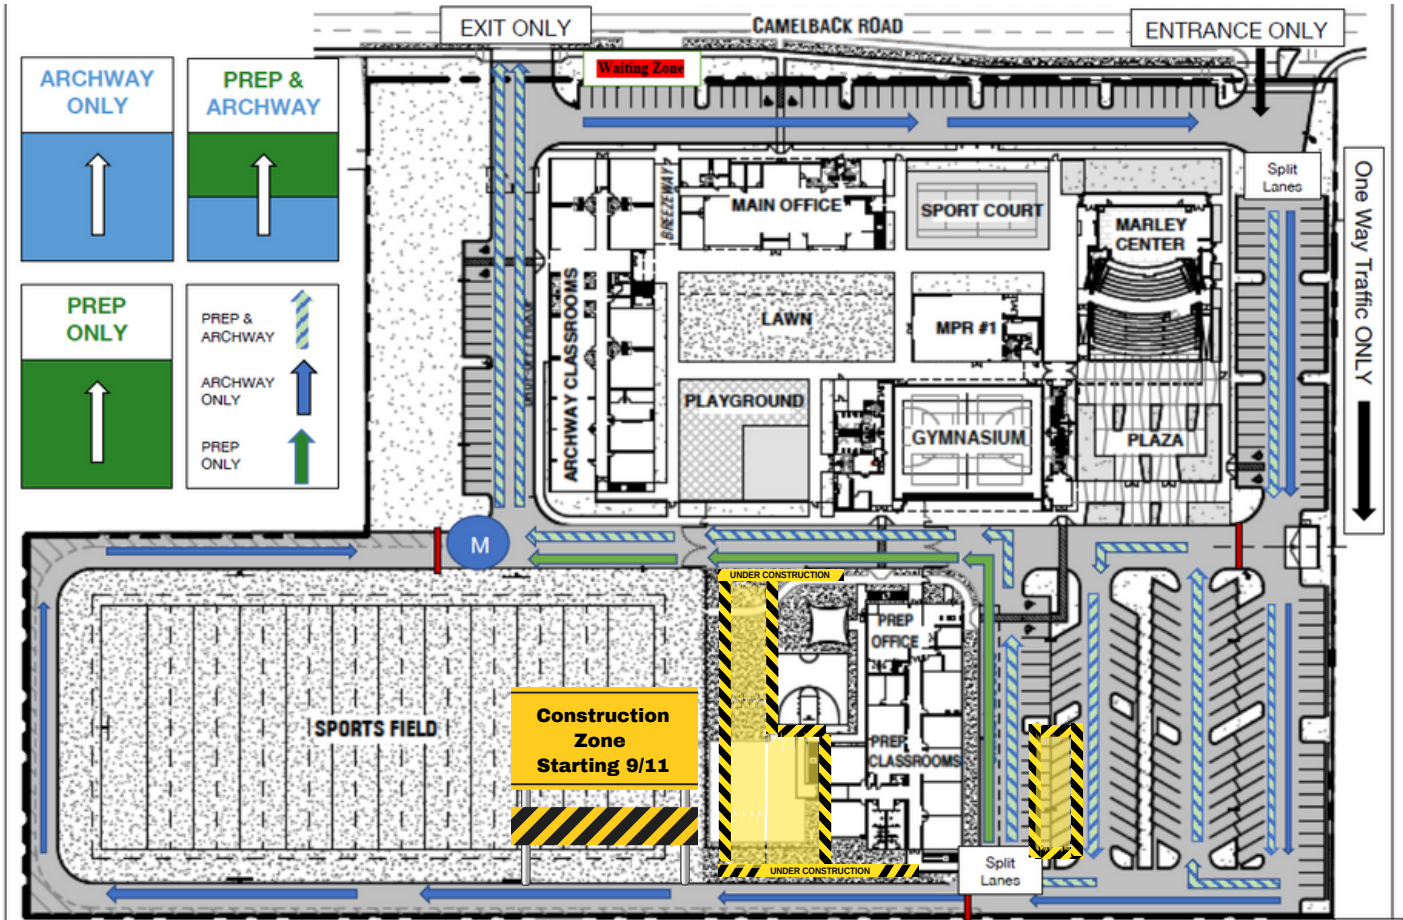 EXIT ONLY
CAMELBACK ROAD
ENTRANCE ONLY
Waiting Zone
ARCHWAY
ONLY
PREP &
ARCHWAY
PREP
ONLY
PREP &
ARCHWAY
ARCHWAY
ONLY
PREP
ONLY
Split
Lanes
One Way Traffic ONLY
BREEZEWAY
MAIN OFFICE
SPORT COURT
MARLEY
CENTER
ARCHWAY CLASSROOMS
LAWN
MPR #1
PLAYGROUND
GYMNASIUM
PLAZA
M
UNDER CONSTRUCTION
PREP
OFFICE
SPORTS FIELD
Construction
Zone
Starting 9/11
PREP
CLASSROOMS
UNDER CONSTRUCTION
Split
Lanes